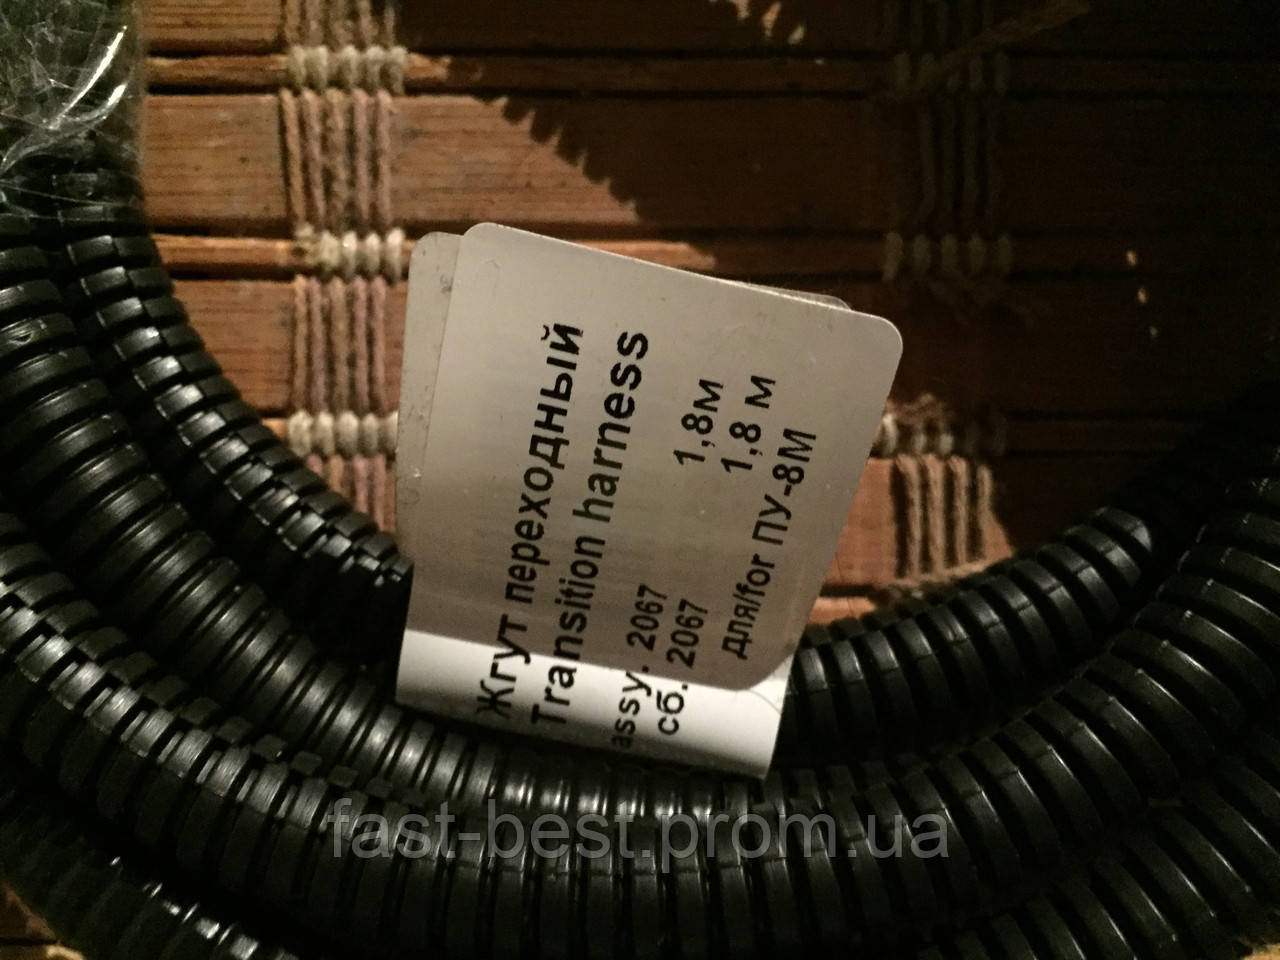 Жгут переходный
Transition harness
assy. 2067 1,8м
сб. 2067 1,8 м
для/for ПУ-8М
fast-best.prom.ua